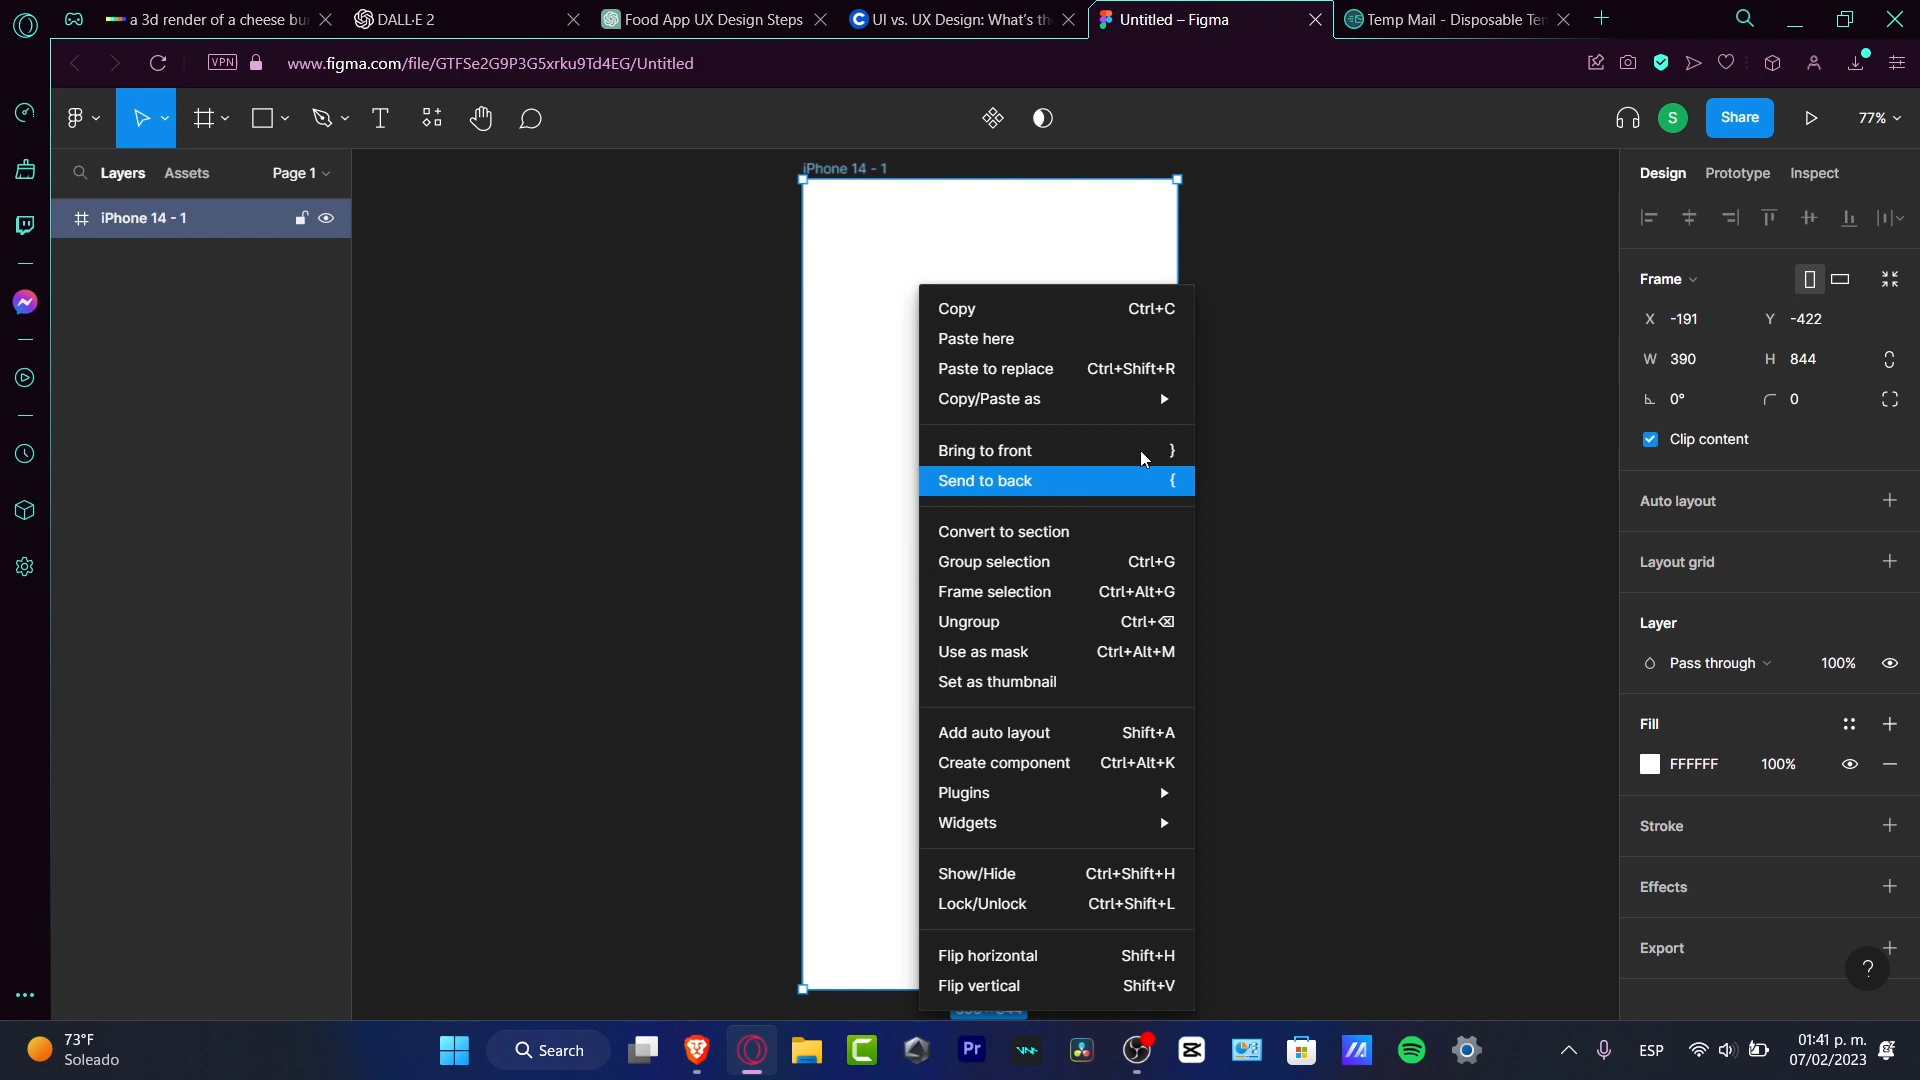 a 3d render of a cheese bu
DALL·E 2
Food App UX Design Steps
UI vs. UX Design: What's th
Untitled – Figma
Temp Mail - Disposable Te
VPN
www.figma.com/file/GTFSe2G9P3G5xrku9Td4EG/Untitled
S
Share
77%
Layers
Assets
Page 1
iPhone 14 - 1
iPhone 14 - 1
Copy Ctrl+C
Paste here
Paste to replace Ctrl+Shift+R
Copy/Paste as
Bring to front }
Send to back {
Convert to section
Group selection Ctrl+G
Frame selection Ctrl+Alt+G
Ungroup Ctrl+⌫
Use as mask Ctrl+Alt+M
Set as thumbnail
Add auto layout Shift+A
Create component Ctrl+Alt+K
Plugins
Widgets
Show/Hide Ctrl+Shift+H
Lock/Unlock Ctrl+Shift+L
Flip horizontal Shift+H
Flip vertical Shift+V
Design Prototype Inspect
Frame
X -191 Y -422
W 390 H 844
0° 0
Clip content
Auto layout
Layout grid
Layer
Pass through 100%
Fill
FFFFFF 100%
Stroke
Effects
Export
?
73°F
Soleado
Search
Pr
ESP
01:41 p. m.
07/02/2023